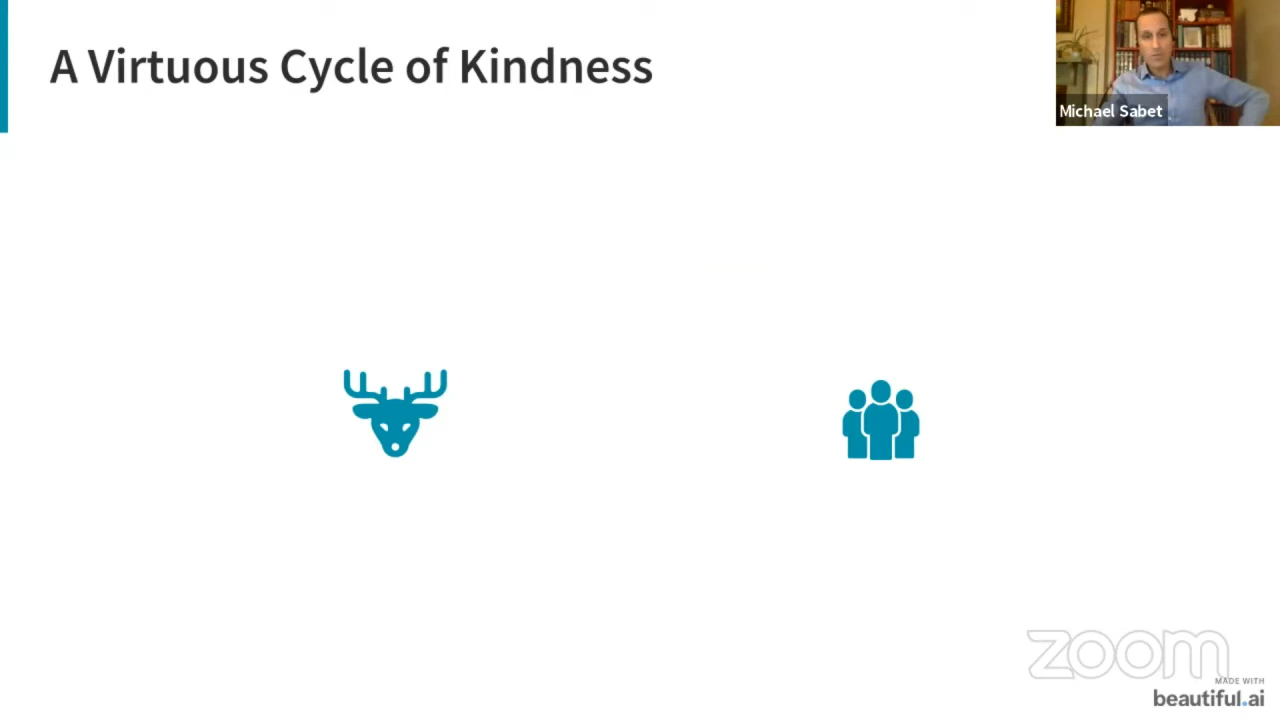 A Virtuous Cycle of Kindness
Michael Sabet
zoom
MADE WITH
beautiful.ai